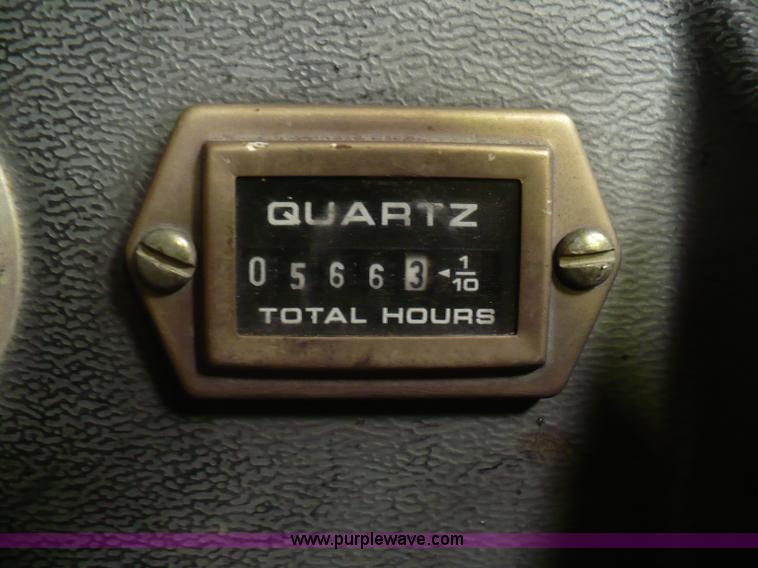 QUARTZ
0 5 6 6 3 ◄ 1/10
TOTAL HOURS
www.purplewave.com